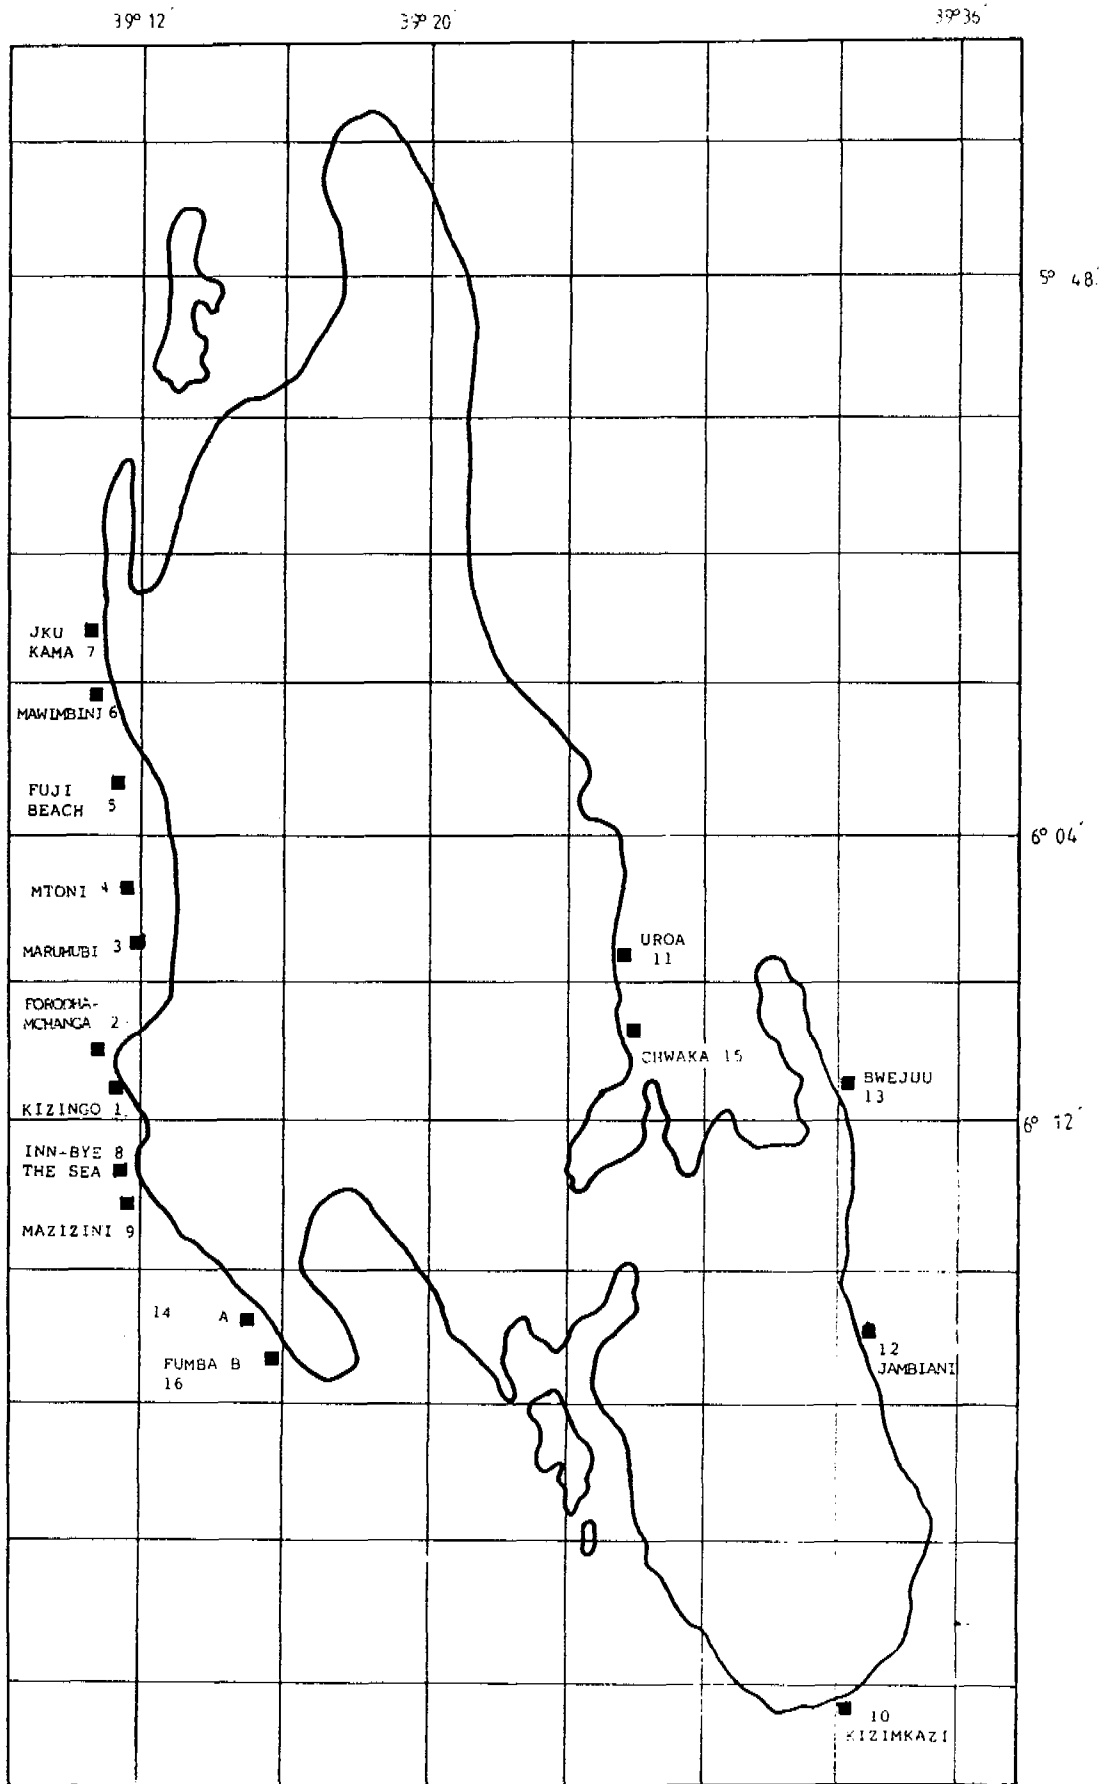 39° 12′
39° 20′
39° 36′
5° 48′
JKU
KAMA 7
MAWIMBINI 6
FUJI
BEACH 5
6° 04′
MTONI 4
MARUHUBI 3
UROA
11
FORODHA-
MCHANGA 2
CHWAKA 15
BWEJUU
13
KIZINGO 1
6° 12′
INN-BYE 8
THE SEA
MAZIZINI 9
14 A
FUMBA B
16
12
JAMBIANI
10
KIZIMKAZI